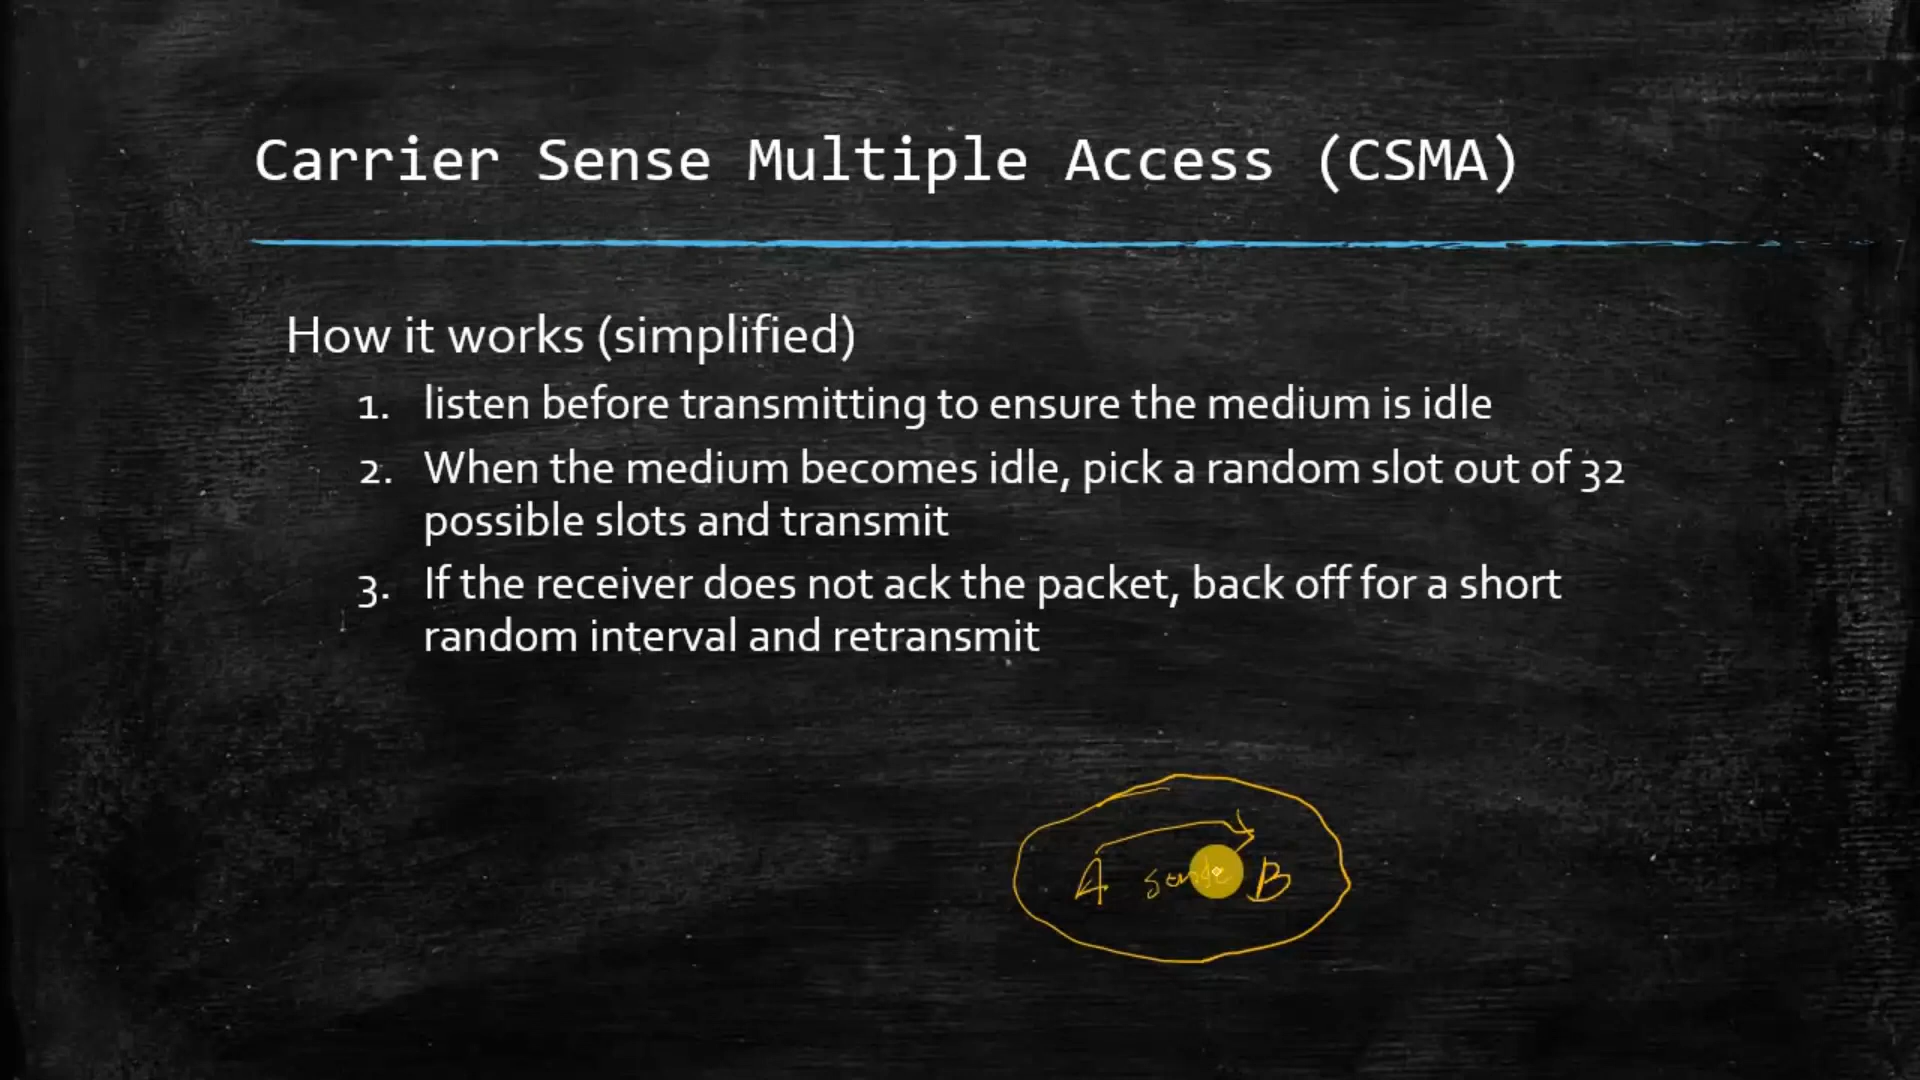 Carrier Sense Multiple Access (CSMA)
How it works (simplified)
1. listen before transmitting to ensure the medium is idle
2. When the medium becomes idle, pick a random slot out of 32
possible slots and transmit
3. If the receiver does not ack the packet, back off for a short
random interval and retransmit
A B